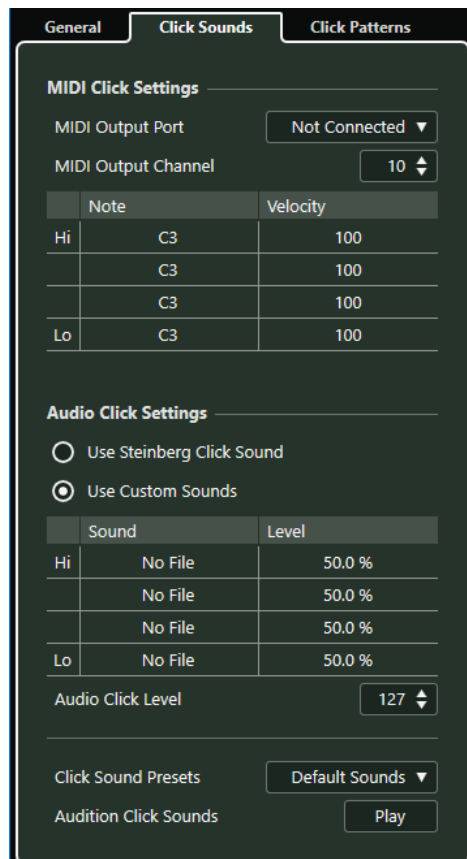 General Click Sounds Click Patterns
MIDI Click Settings
MIDI Output Port Not Connected
MIDI Output Channel 10
Note Velocity
Hi C3 100
C3 100
C3 100
Lo C3 100
Audio Click Settings
Use Steinberg Click Sound
Use Custom Sounds
Sound Level
Hi No File 50.0 %
No File 50.0 %
No File 50.0 %
Lo No File 50.0 %
Audio Click Level 127
Click Sound Presets Default Sounds
Audition Click Sounds Play